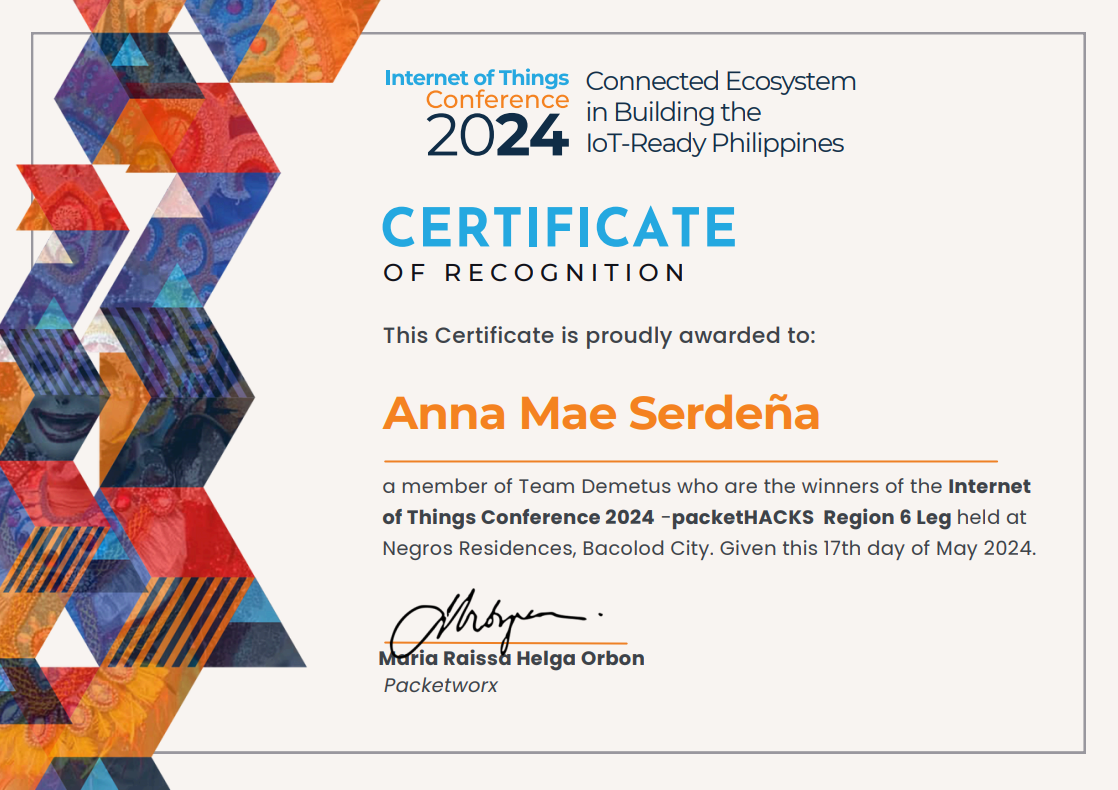 Internet of Things
Conference
2024
Connected Ecosystem
in Building the
IoT-Ready Philippines
CERTIFICATE
OF RECOGNITION
This Certificate is proudly awarded to:
Anna Mae Serdeña
a member of Team Demetus who are the winners of the Internet
of Things Conference 2024 -packetHACKS Region 6 Leg held at
Negros Residences, Bacolod City. Given this 17th day of May 2024.
Maria Raissa Helga Orbon
Packetworx